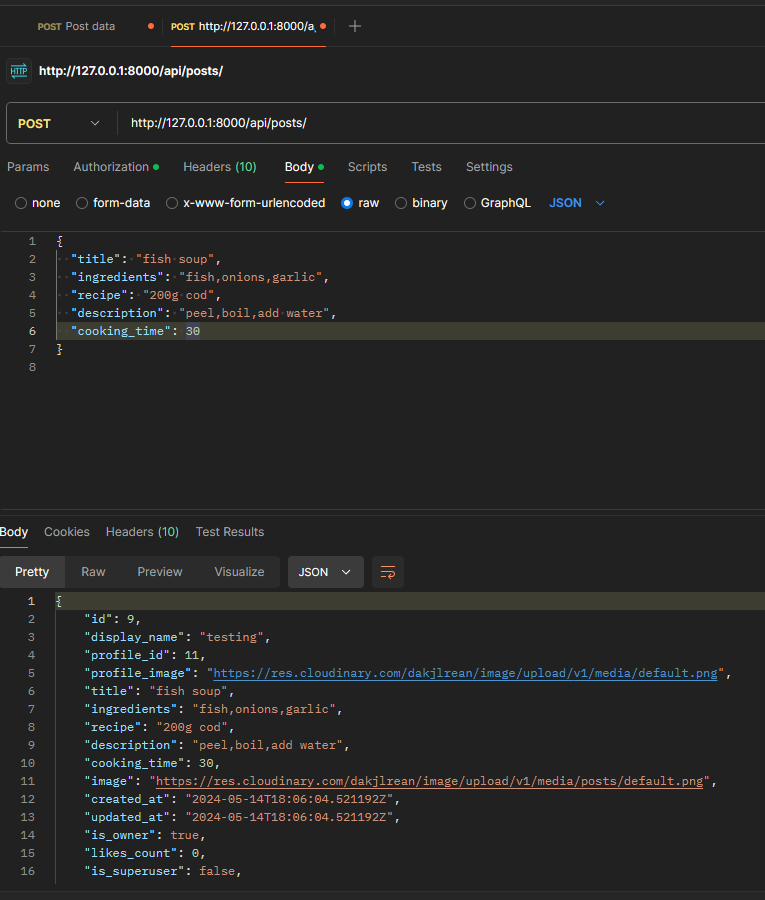 POST Post data POST http://127.0.0.1:8000/a
HTTP http://127.0.0.1:8000/api/posts/
POST http://127.0.0.1:8000/api/posts/
Params Authorization Headers (10) Body Scripts Tests Settings
none form-data x-www-form-urlencoded raw binary GraphQL JSON
1 {
2 "title": "fish soup",
3 "ingredients": "fish,onions,garlic",
4 "recipe": "200g cod",
5 "description": "peel,boil,add water",
6 "cooking_time": 30
7 }
8
Body Cookies Headers (10) Test Results
Pretty Raw Preview Visualize JSON
1 {
2 "id": 9,
3 "display_name": "testing",
4 "profile_id": 11,
5 "profile_image": "https://res.cloudinary.com/dakjlrean/image/upload/v1/media/default.png",
6 "title": "fish soup",
7 "ingredients": "fish,onions,garlic",
8 "recipe": "200g cod",
9 "description": "peel,boil,add water",
10 "cooking_time": 30,
11 "image": "https://res.cloudinary.com/dakjlrean/image/upload/v1/media/posts/default.png",
12 "created_at": "2024-05-14T18:06:04.521192Z",
13 "updated_at": "2024-05-14T18:06:04.521192Z",
14 "is_owner": true,
15 "likes_count": 0,
16 "is_superuser": false,